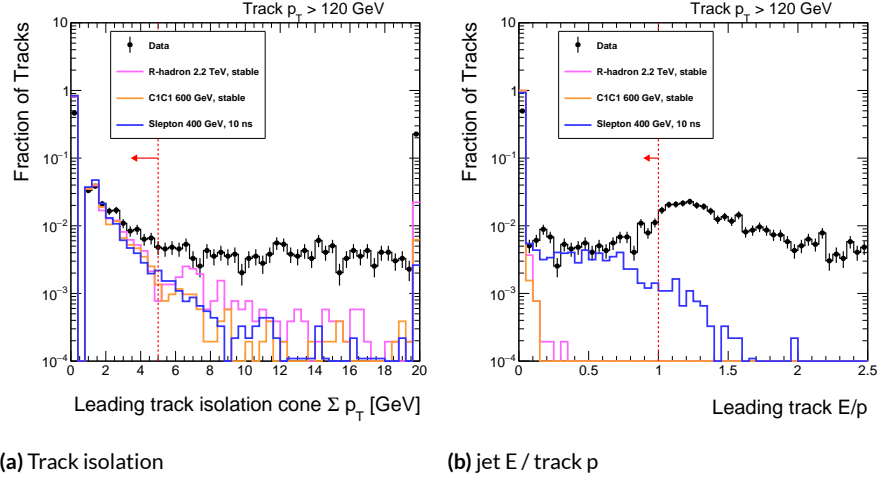 Track p_T > 120 GeV
Fraction of Tracks
10
1
10⁻¹
10⁻²
10⁻³
10⁻⁴
Data
R-hadron 2.2 TeV, stable
C1C1 600 GeV, stable
Slepton 400 GeV, 10 ns
0 2 4 6 8 10 12 14 16 18 20
Leading track isolation cone Σ p_T [GeV]
(a) Track isolation
Track p_T > 120 GeV
Fraction of Tracks
10
1
10⁻¹
10⁻²
10⁻³
10⁻⁴
Data
R-hadron 2.2 TeV, stable
C1C1 600 GeV, stable
Slepton 400 GeV, 10 ns
0 0.5 1 1.5 2 2.5
Leading track E/p
(b) jet E / track p